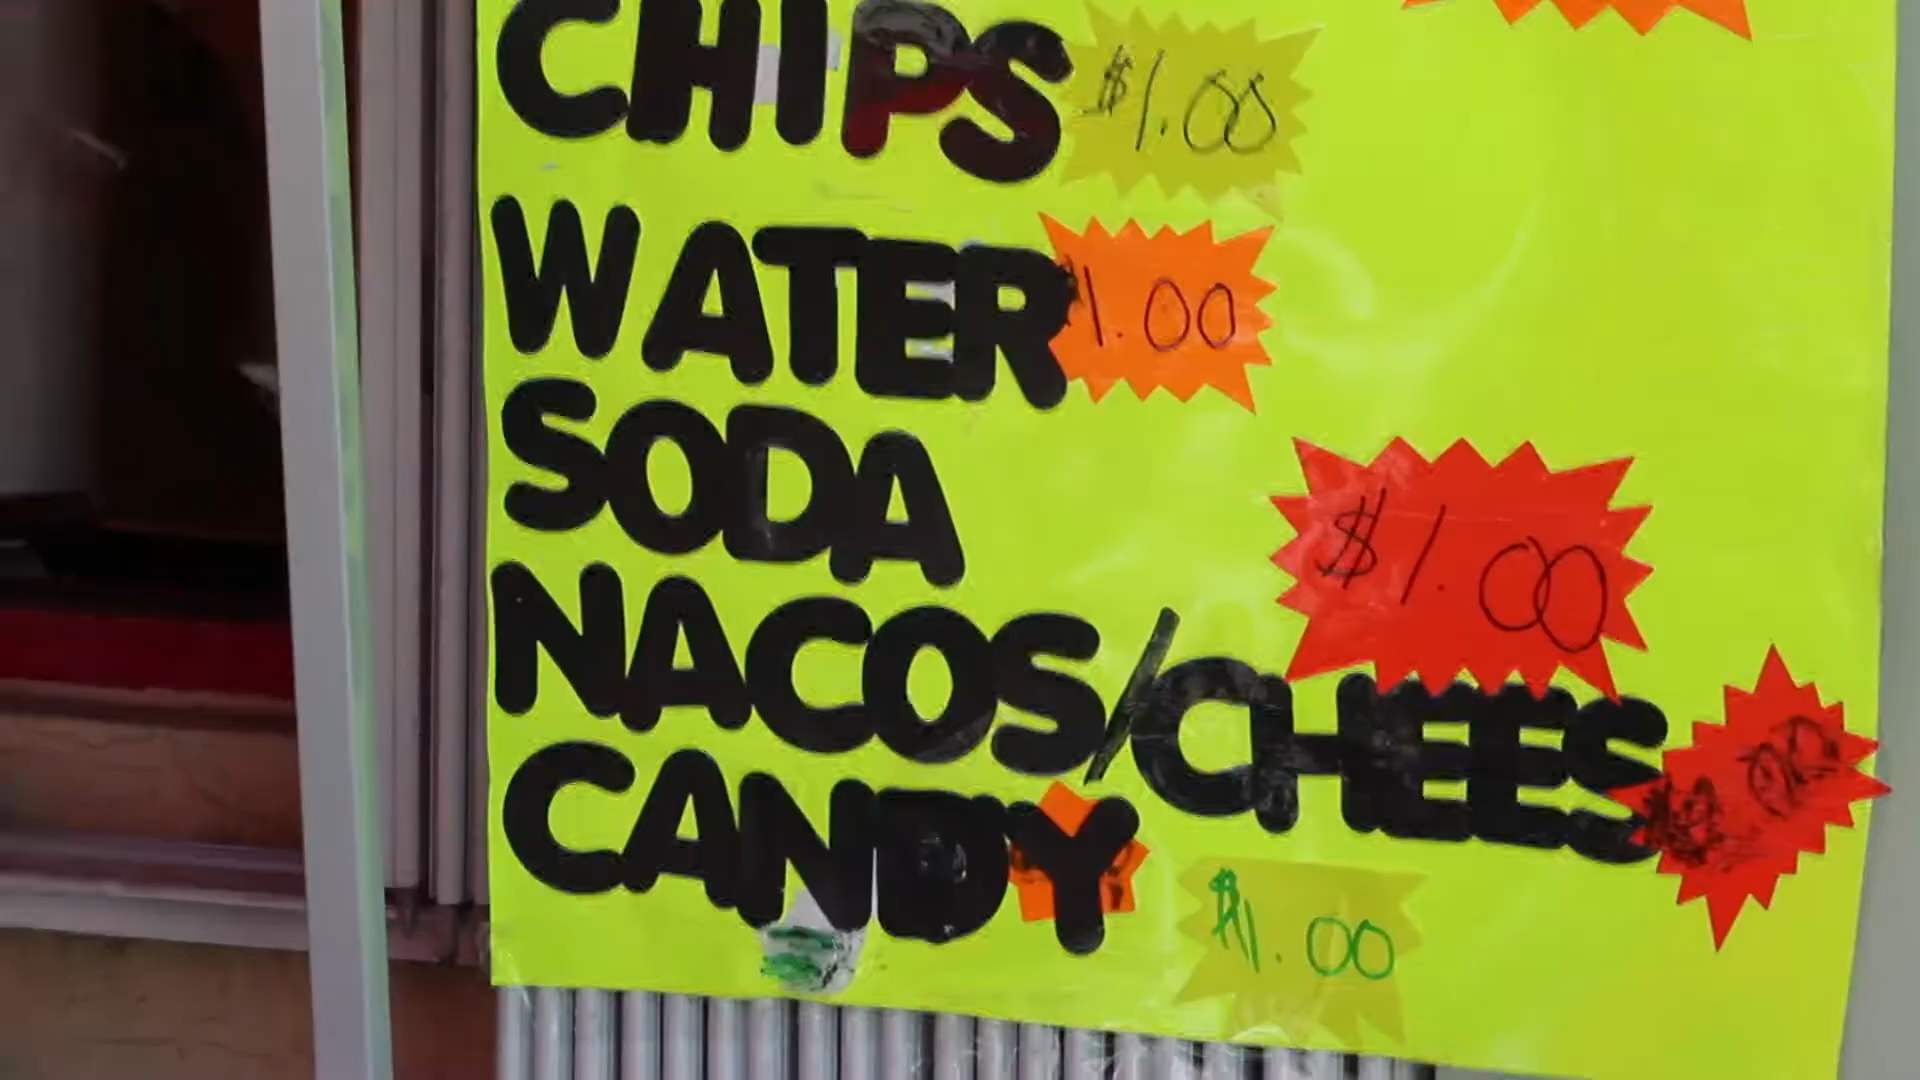 CHIPS $1.00
WATER $1.00
SODA $1.00
NACOS/CHEES
CANDY $1.00